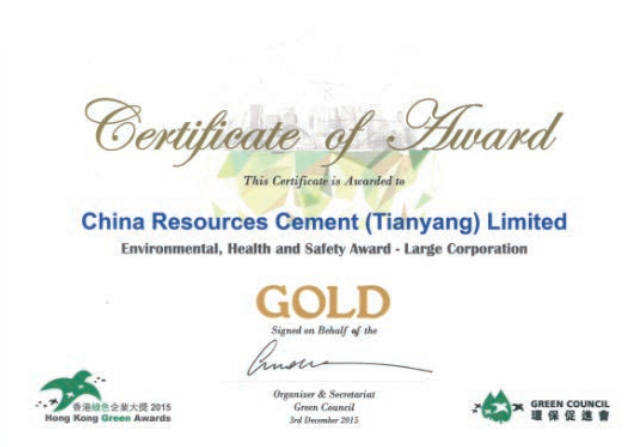 Certificate of Award
This Certificate is Awarded to
China Resources Cement (Tianyang) Limited
Environmental, Health and Safety Award - Large Corporation
GOLD
Signed on Behalf of the
Organizer & Secretariat
Green Council
3rd December 2015
香港綠色企業大獎 2015
Hong Kong Green Awards
GREEN COUNCIL
環保促進會